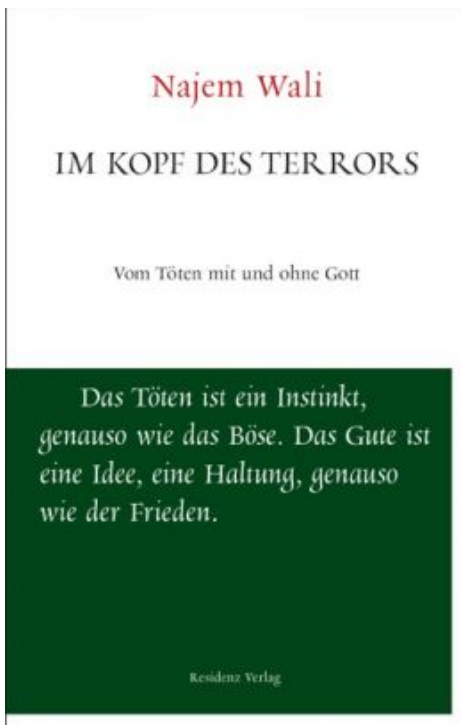 Najem Wali
IM KOPF DES TERRORS
Vom Töten mit und ohne Gott
Das Töten ist ein Instinkt,
genauso wie das Böse. Das Gute ist
eine Idee, eine Haltung, genauso
wie der Frieden.
Residenz Verlag